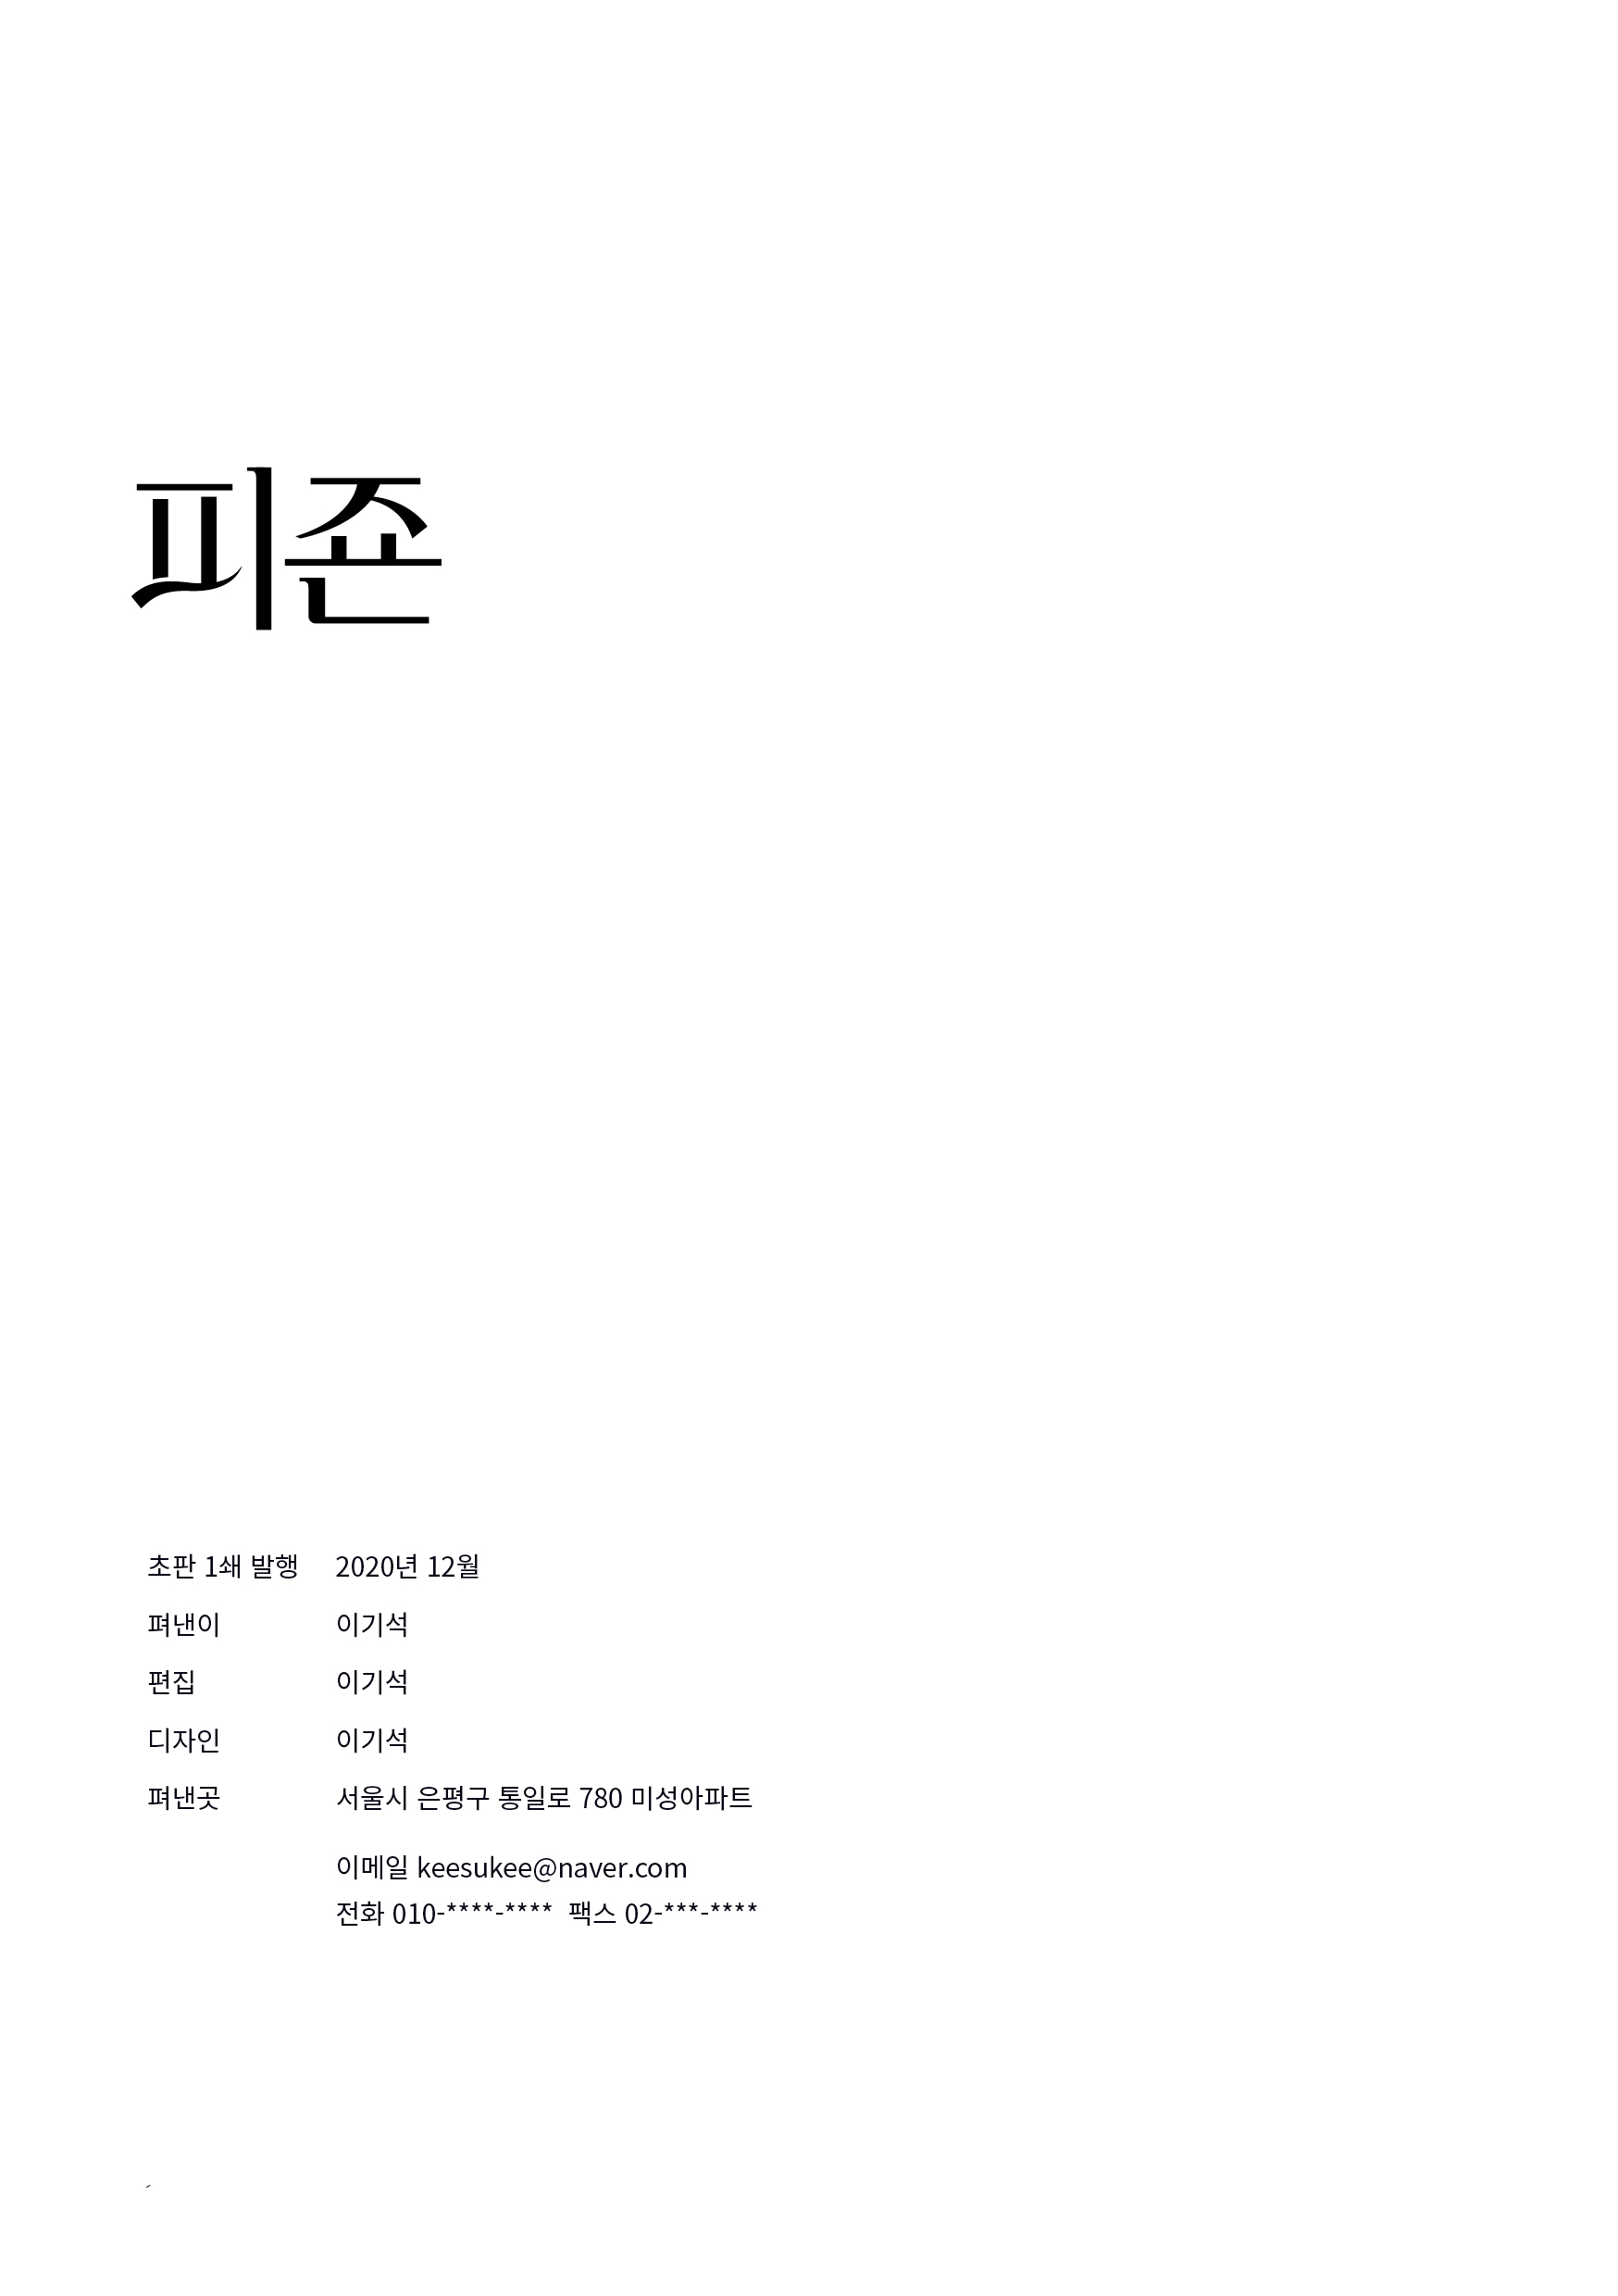 피죤
초판 1쇄 발행 2020년 12월
펴낸이 이기석
편집 이기석
디자인 이기석
펴낸곳 서울시 은평구 통일로 780 미성아파트
이메일 keesukee@naver.com
전화 010-****-**** 팩스 02-***-****